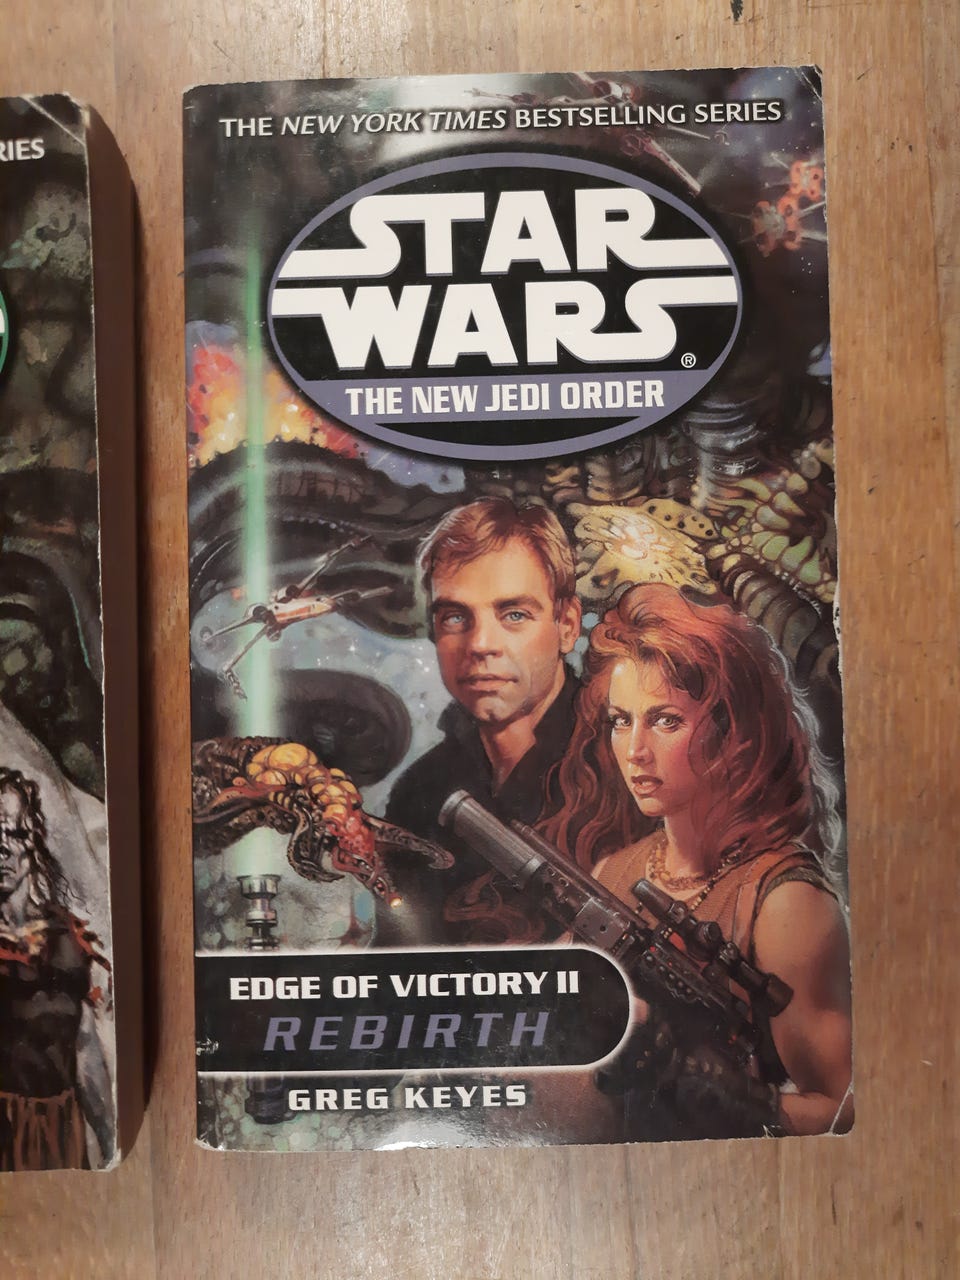 RIES
THE NEW YORK TIMES BESTSELLING SERIES
STAR
WARS®
THE NEW JEDI ORDER
EDGE OF VICTORY II
REBIRTH
GREG KEYES